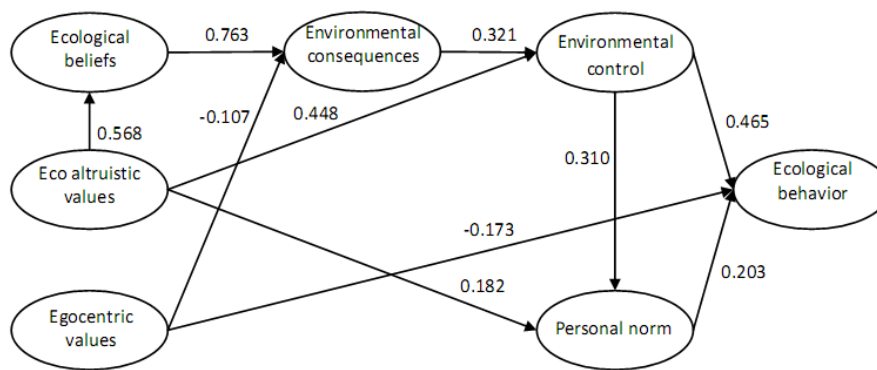 Ecological
beliefs
0.763
Environmental
consequences
0.321
Environmental
control
-0.107
0.448
0.568
0.465
Eco altruistic
values
0.310
Ecological
behavior
-0.173
0.182
0.203
Egocentric
values
Personal norm